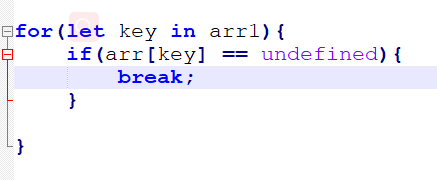 for(let key in arr1){
if(arr[key] == undefined){
break;
}
}